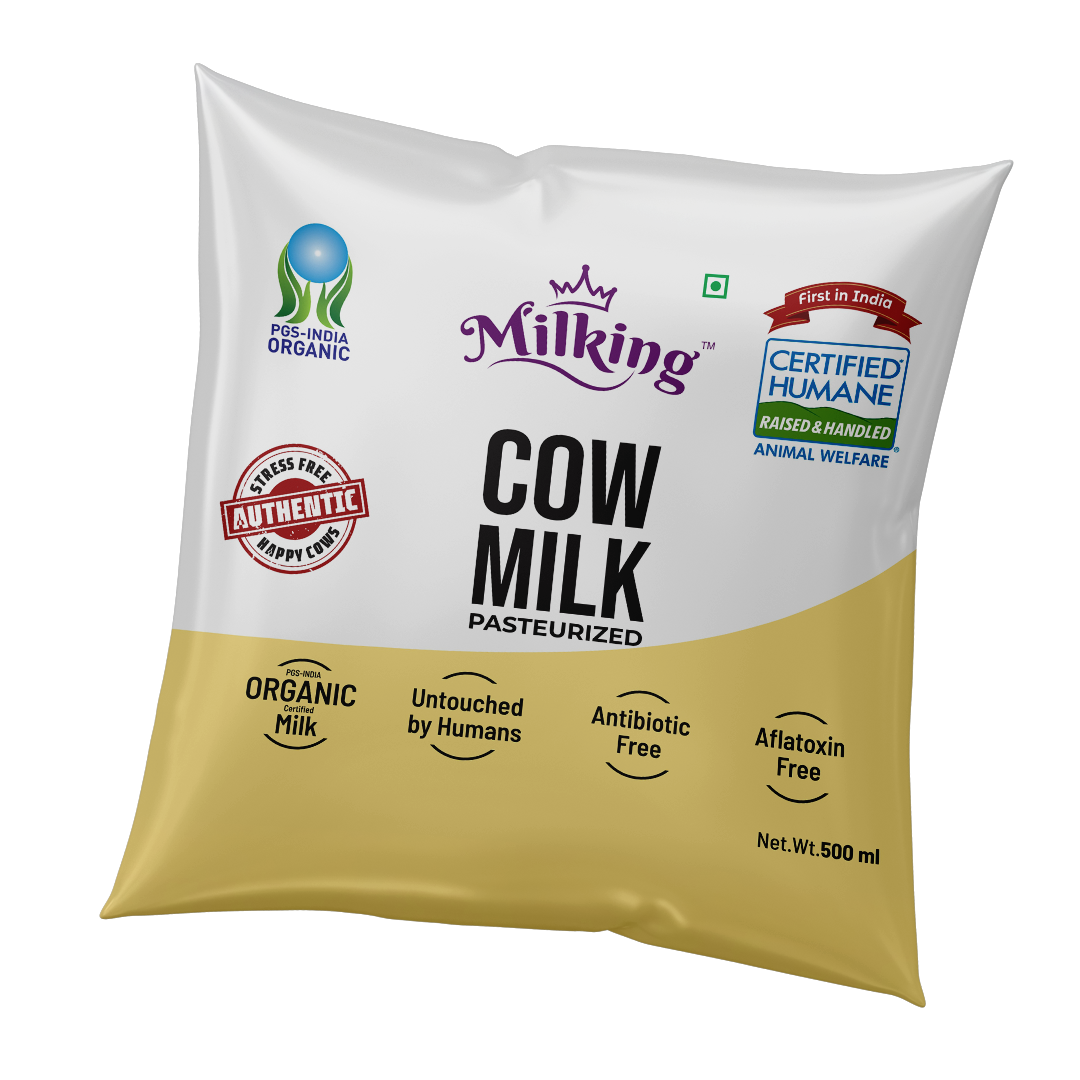 PGS-INDIA
ORGANIC
Milking™
First in India
CERTIFIED
HUMANE
RAISED & HANDLED
ANIMAL WELFARE®
STRESS FREE
AUTHENTIC
HAPPY COWS
COW
MILK
PASTEURIZED
PGS-INDIA
ORGANIC
Certified
Milk
Untouched
by Humans
Antibiotic
Free
Aflatoxin
Free
Net.Wt.500 ml